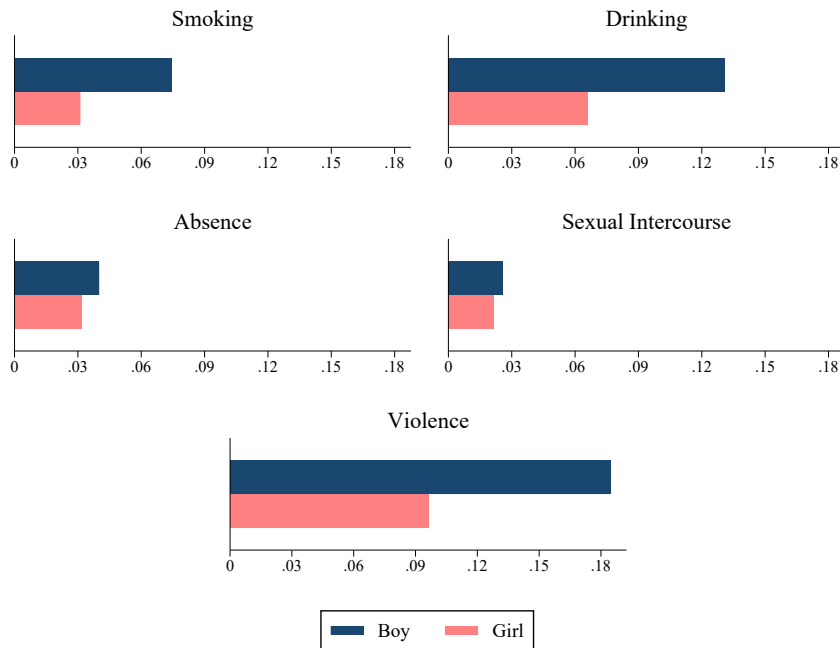 Smoking
0 .03 .06 .09 .12 .15 .18
Drinking
0 .03 .06 .09 .12 .15 .18
Absence
0 .03 .06 .09 .12 .15 .18
Sexual Intercourse
0 .03 .06 .09 .12 .15 .18
Violence
0 .03 .06 .09 .12 .15 .18
Boy Girl